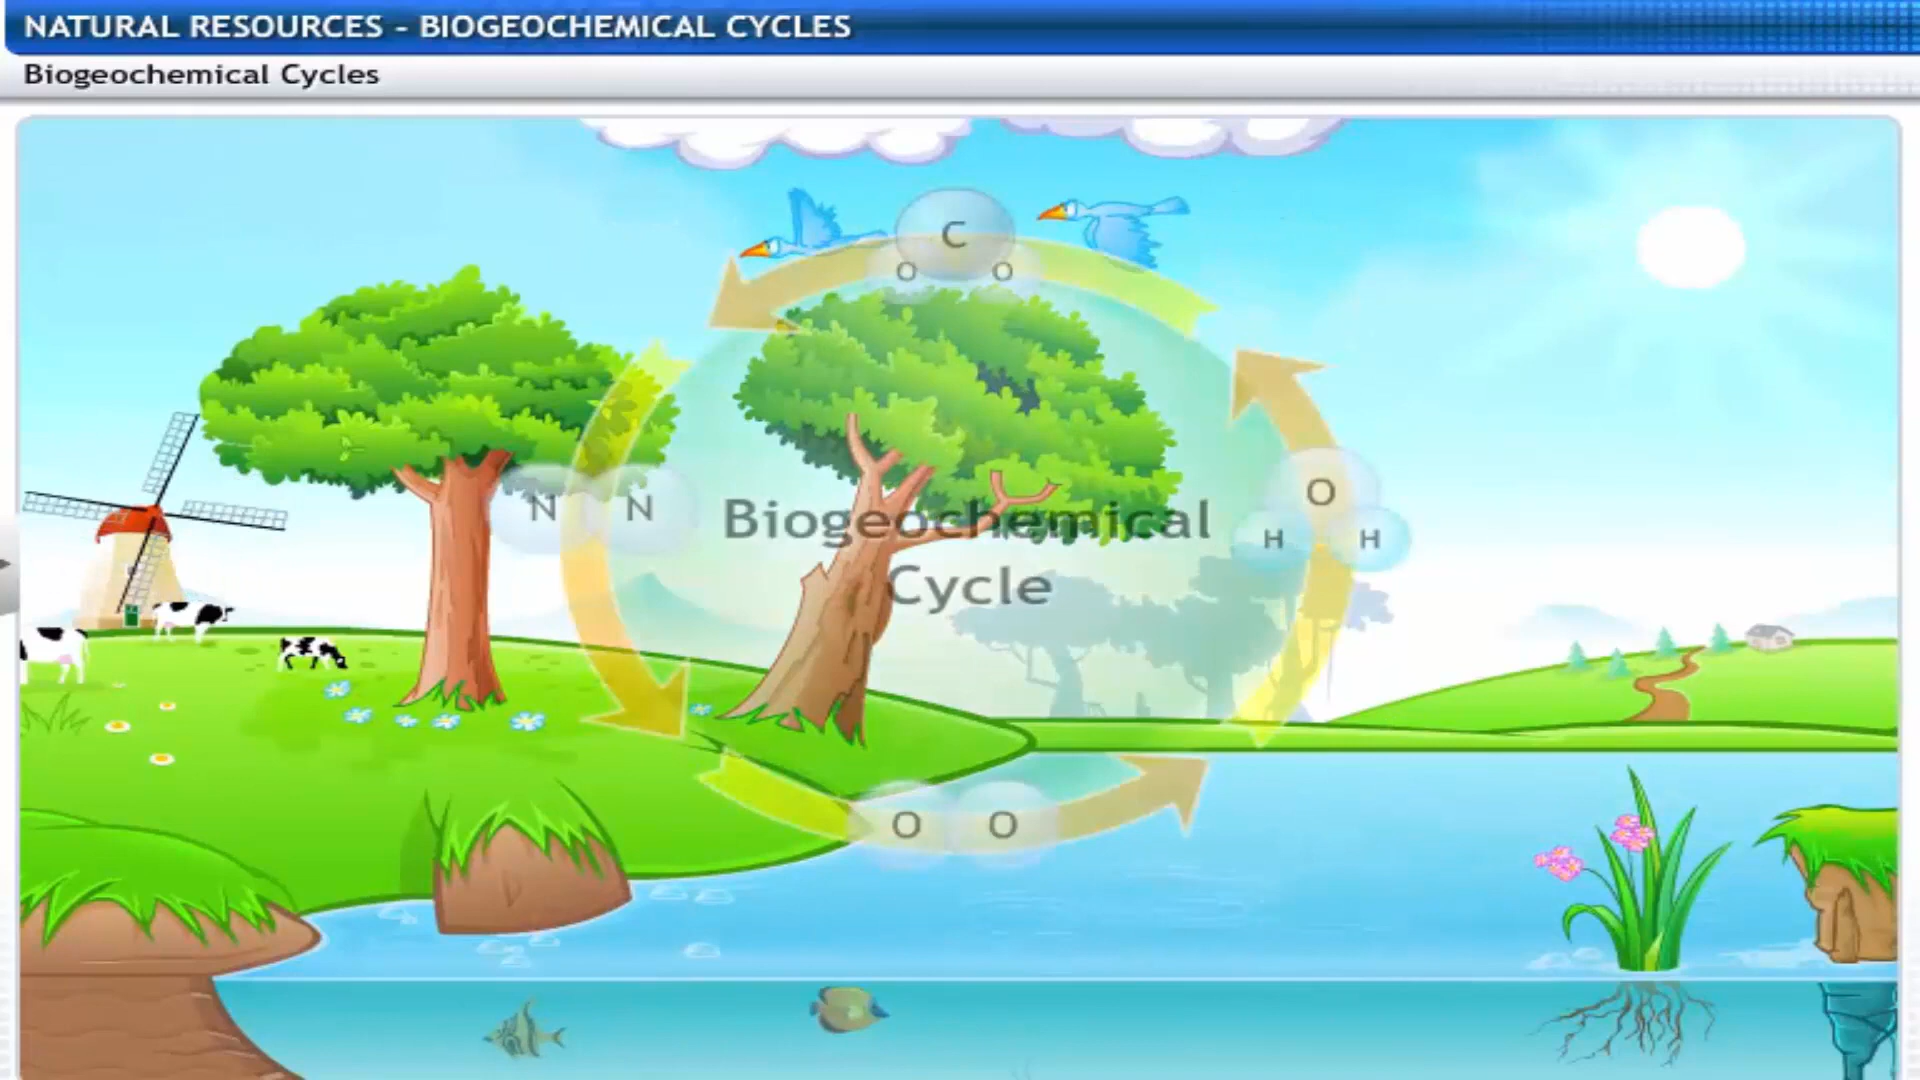 NATURAL RESOURCES - BIOGEOCHEMICAL CYCLES
Biogeochemical Cycles
C
O O
N N
O
H H
Biogeochemical
Cycle
O O